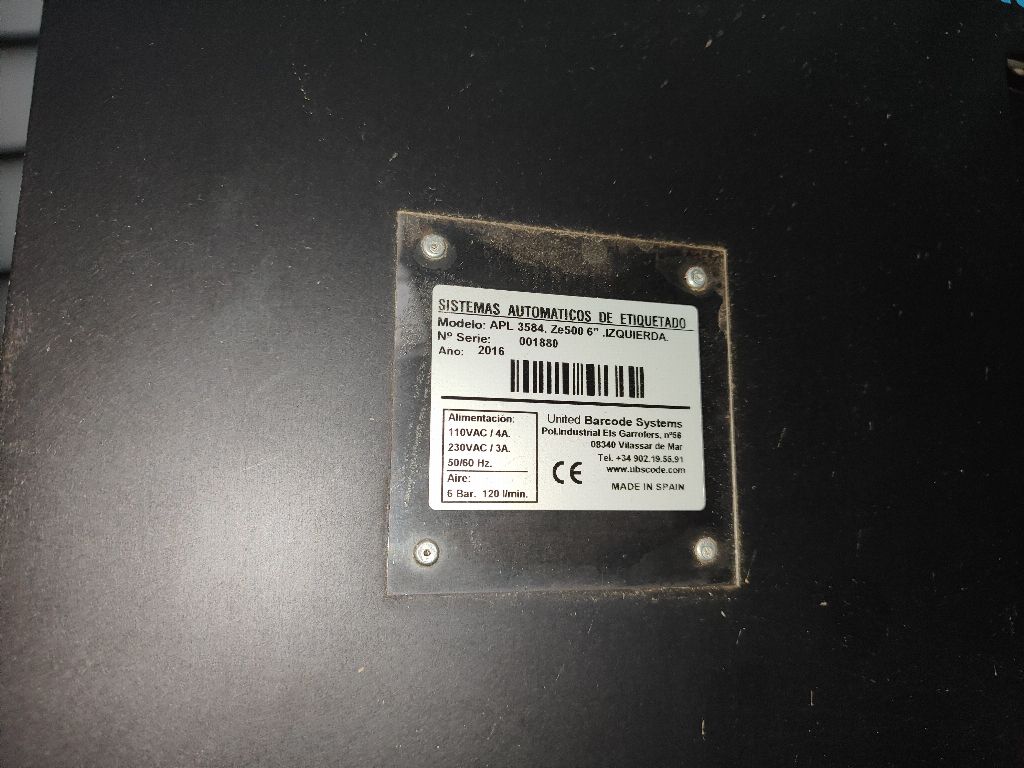 SISTEMAS AUTOMATICOS DE ETIQUETADO
Modelo: APL 3584. Ze500 6" .IZQUIERDA.
Nº Serie: 001880
Ano: 2016
Alimentación:
110VAC / 4A.
230VAC / 3A.
50/60 Hz.
Aire:
6 Bar. 120 l/min.
United Barcode Systems
Pol.Industrial Els Garrofers, nº56
08340 Vilassar de Mar
Tel. +34 902.19.55.91
www.ubscode.com
CE
MADE IN SPAIN